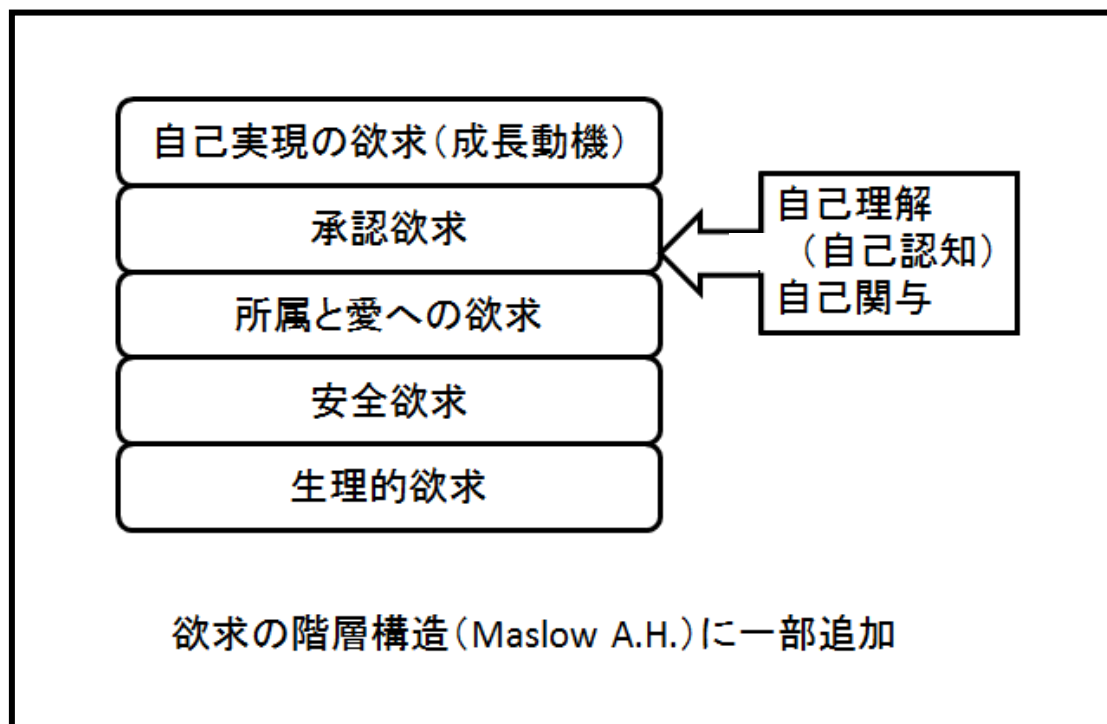 自己実現の欲求（成長動機）
承認欲求
所属と愛への欲求
安全欲求
生理的欲求
自己理解
（自己認知）
自己関与
欲求の階層構造（Maslow A.H.）に一部追加